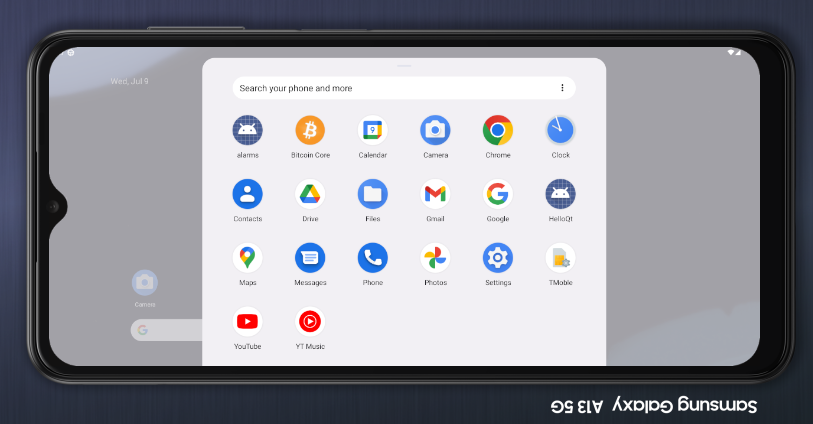 Wed, Jul 9
Search your phone and more
alarms Bitcoin Core Calendar Camera Chrome Clock
Contacts Drive Files Gmail Google HelloQt
Maps Messages Phone Photos Settings TMoble
YouTube YT Music
Camera
Samsung Galaxy A13 5G